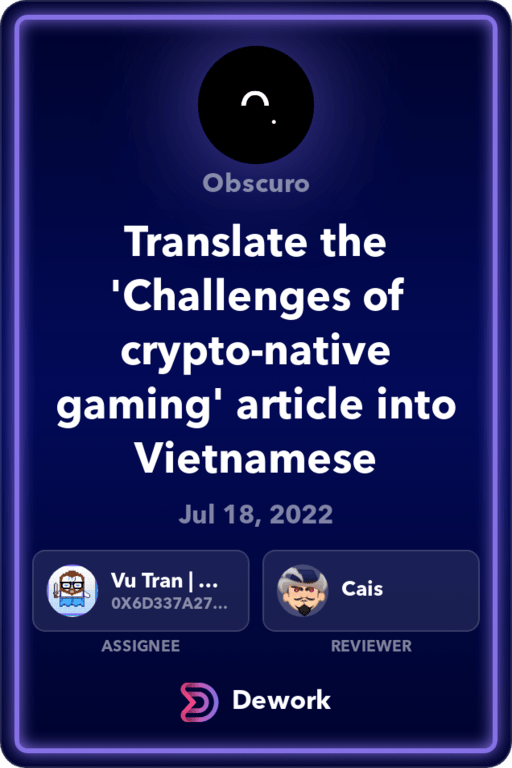 Obscuro
Translate the
'Challenges of
crypto-native
gaming' article into
Vietnamese
Jul 18, 2022
Vu Tran | ...
0X6D337A27...
Cais
ASSIGNEE
REVIEWER
Dework